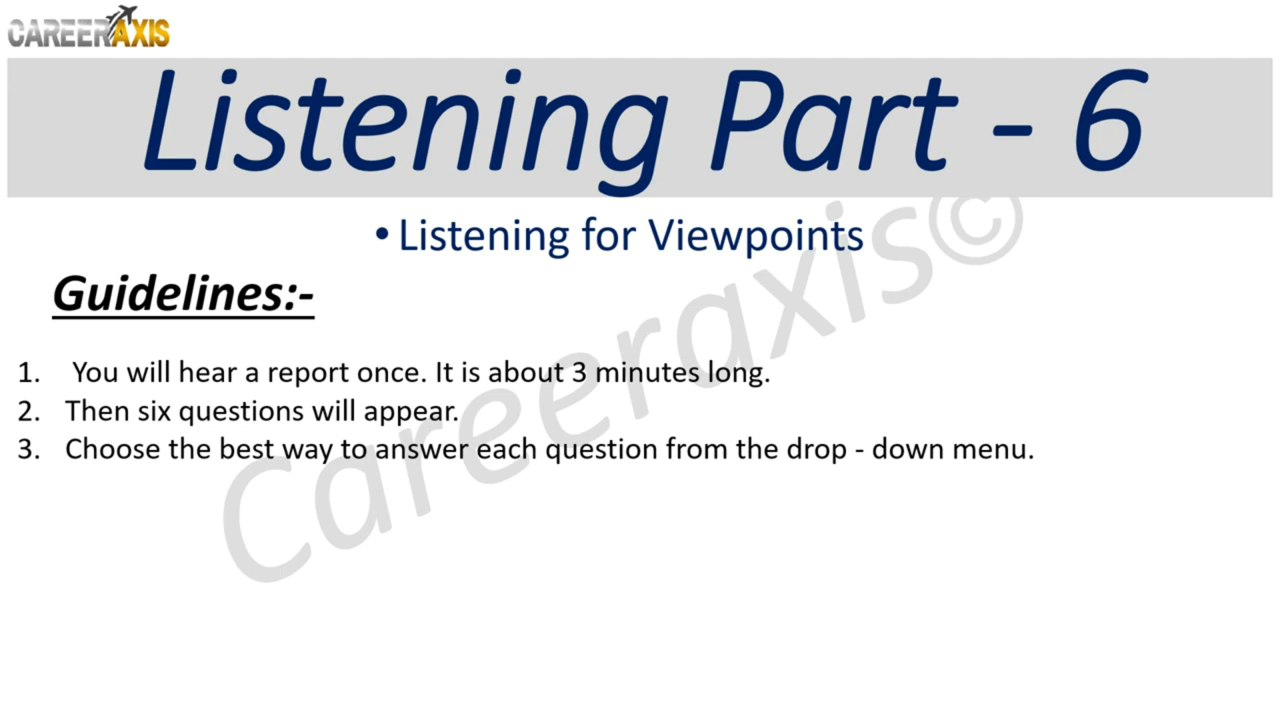 CAREERAXIS
Listening Part - 6
• Listening for Viewpoints
Guidelines:-
1. You will hear a report once. It is about 3 minutes long.
2. Then six questions will appear.
3. Choose the best way to answer each question from the drop - down menu.
Careeraxis©